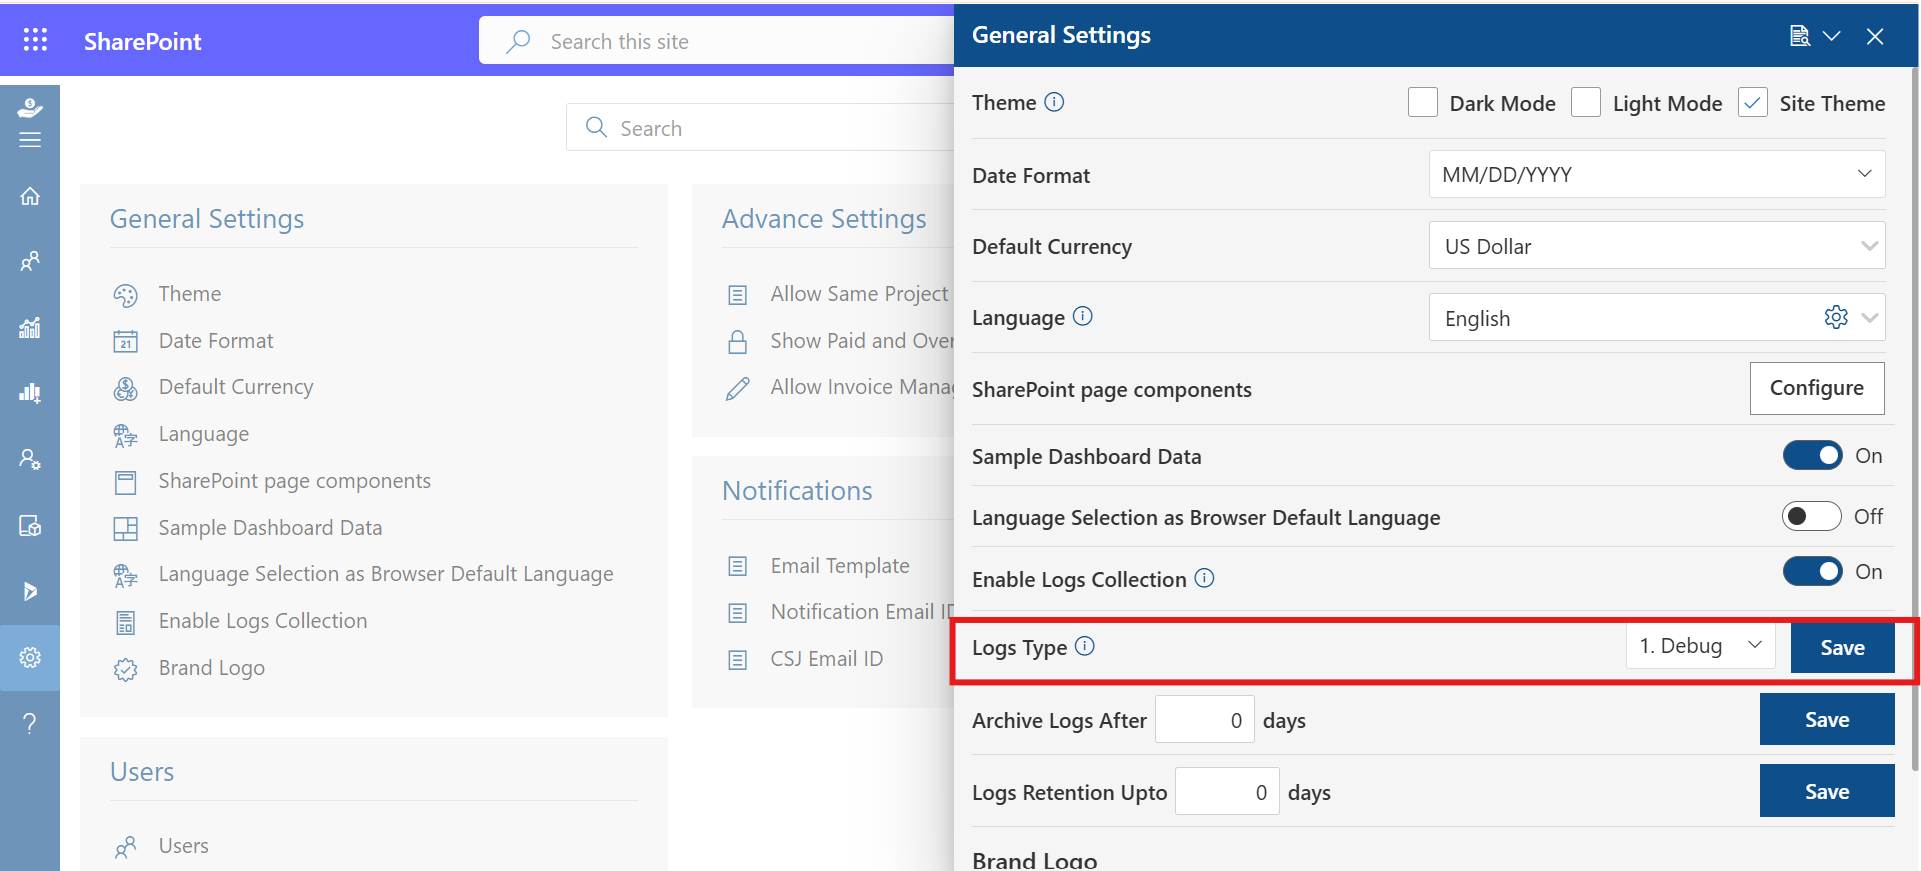 SharePoint
Search this site
Search
General Settings
Theme
21
Date Format
Default Currency
Language
SharePoint page components
Sample Dashboard Data
Language Selection as Browser Default Language
Enable Logs Collection
Brand Logo
Users
Users
Advance Settings
Allow Same Project
Show Paid and Over
Allow Invoice Mana
Notifications
Email Template
Notification Email ID
CSJ Email ID
General Settings
Theme Dark Mode Light Mode Site Theme
Date Format MM/DD/YYYY
Default Currency US Dollar
Language English
SharePoint page components Configure
Sample Dashboard Data On
Language Selection as Browser Default Language Off
Enable Logs Collection On
Logs Type 1. Debug Save
Archive Logs After 0 days Save
Logs Retention Upto 0 days Save
Brand Logo